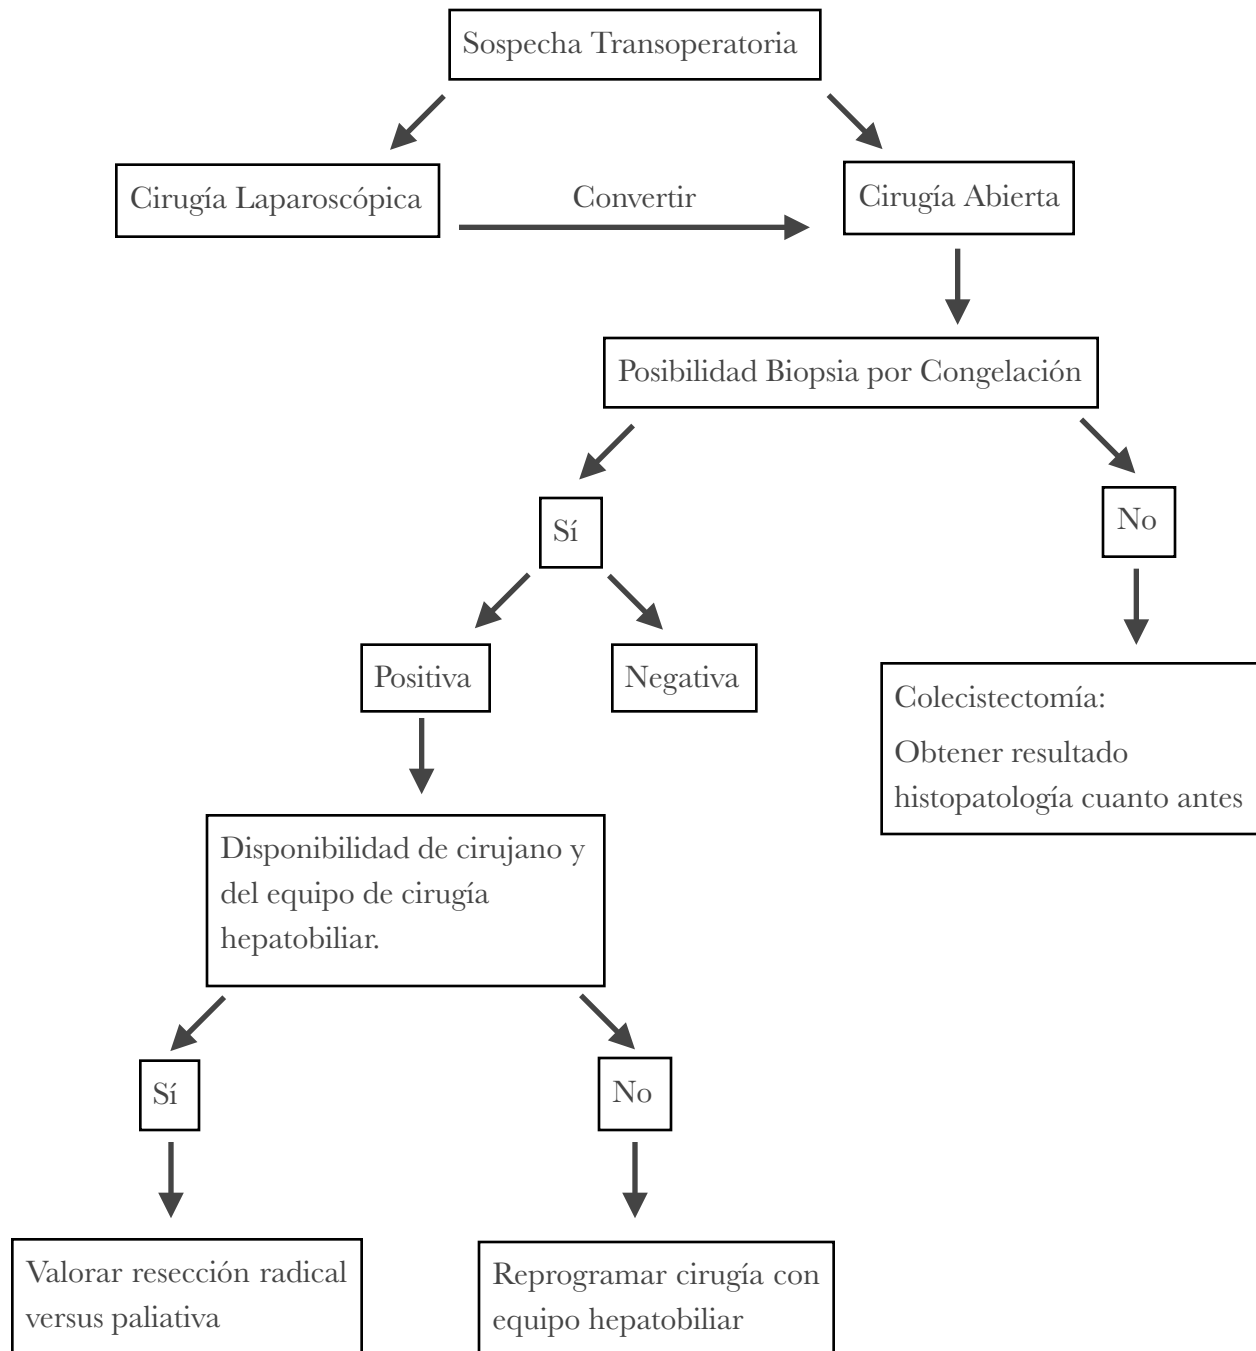 Sospecha Transoperatoria
Cirugía Laparoscópica
Convertir
Cirugía Abierta
Posibilidad Biopsia por Congelación
Sí
No
Positiva
Negativa
Colecistectomía:
Obtener resultado
histopatología cuanto antes
Disponibilidad de cirujano y
del equipo de cirugía
hepatobiliar.
Sí
No
Valorar resección radical
versus paliativa
Reprogramar cirugía con
equipo hepatobiliar